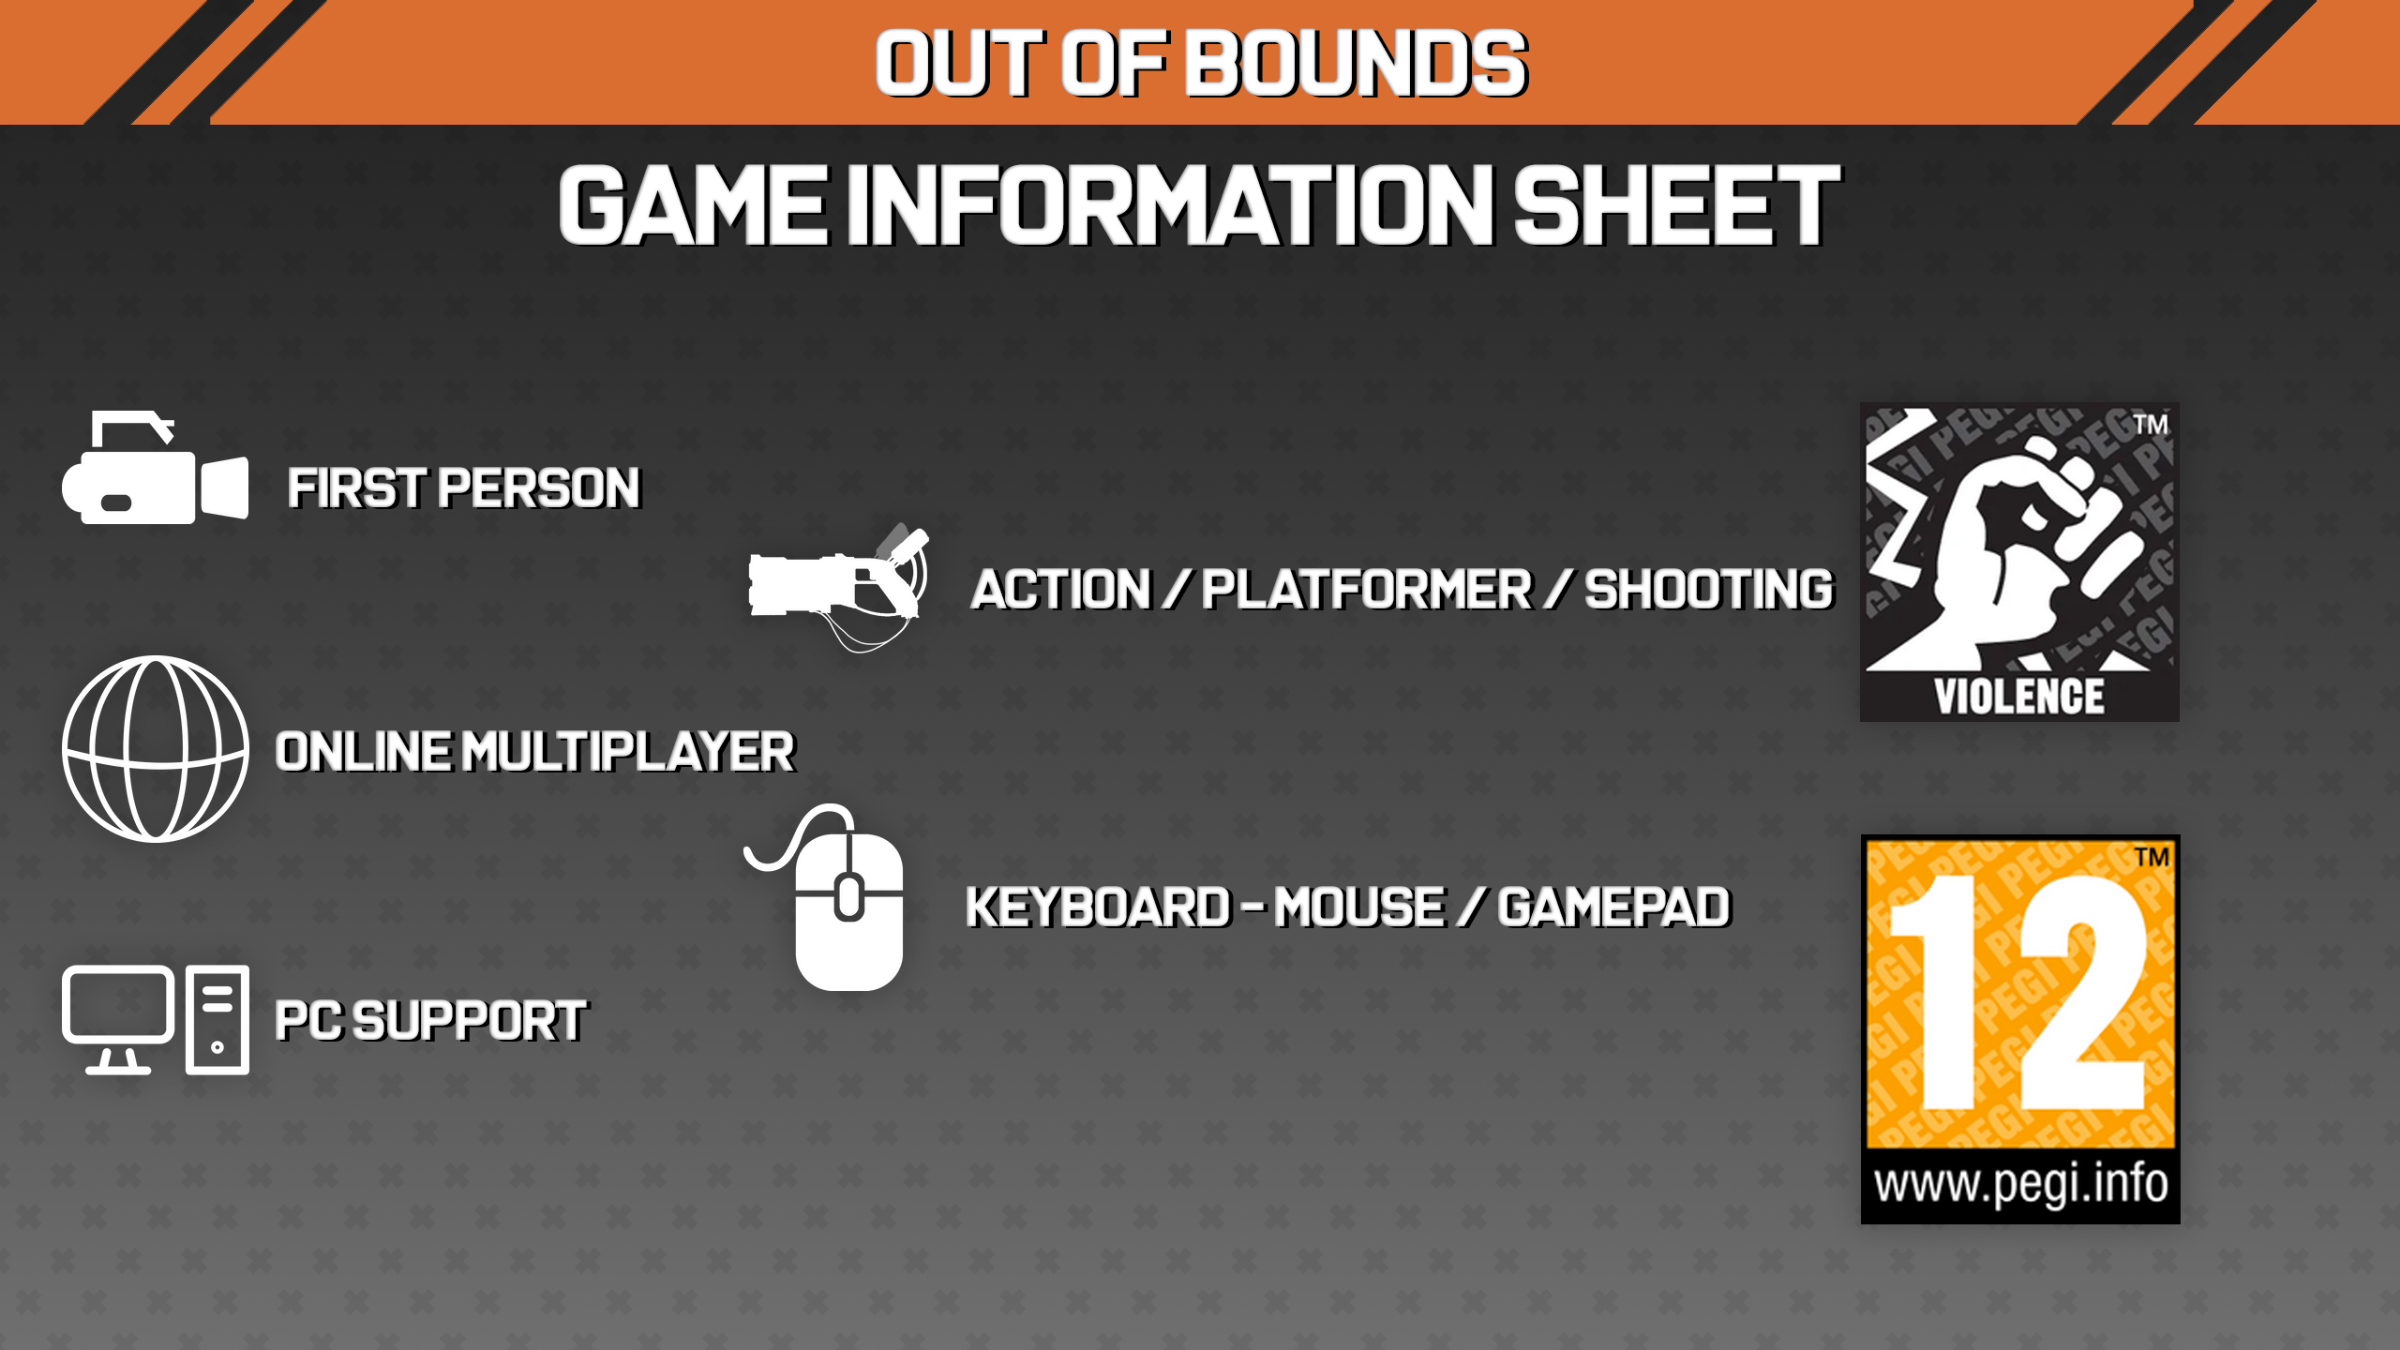 OUT OF BOUNDS
GAME INFORMATION SHEET
FIRST PERSON
ACTION / PLATFORMER / SHOOTING
ONLINE MULTIPLAYER
KEYBOARD - MOUSE / GAMEPAD
PC SUPPORT
TM
VIOLENCE
TM
12
www.pegi.info